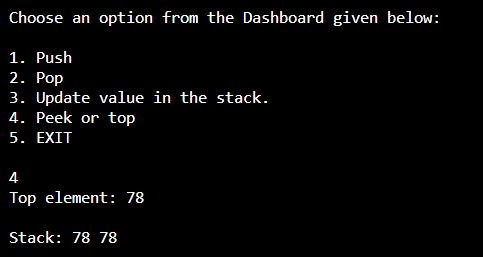 Choose an option from the Dashboard given below:
1. Push
2. Pop
3. Update value in the stack.
4. Peek or top
5. EXIT
4
Top element: 78
Stack: 78 78